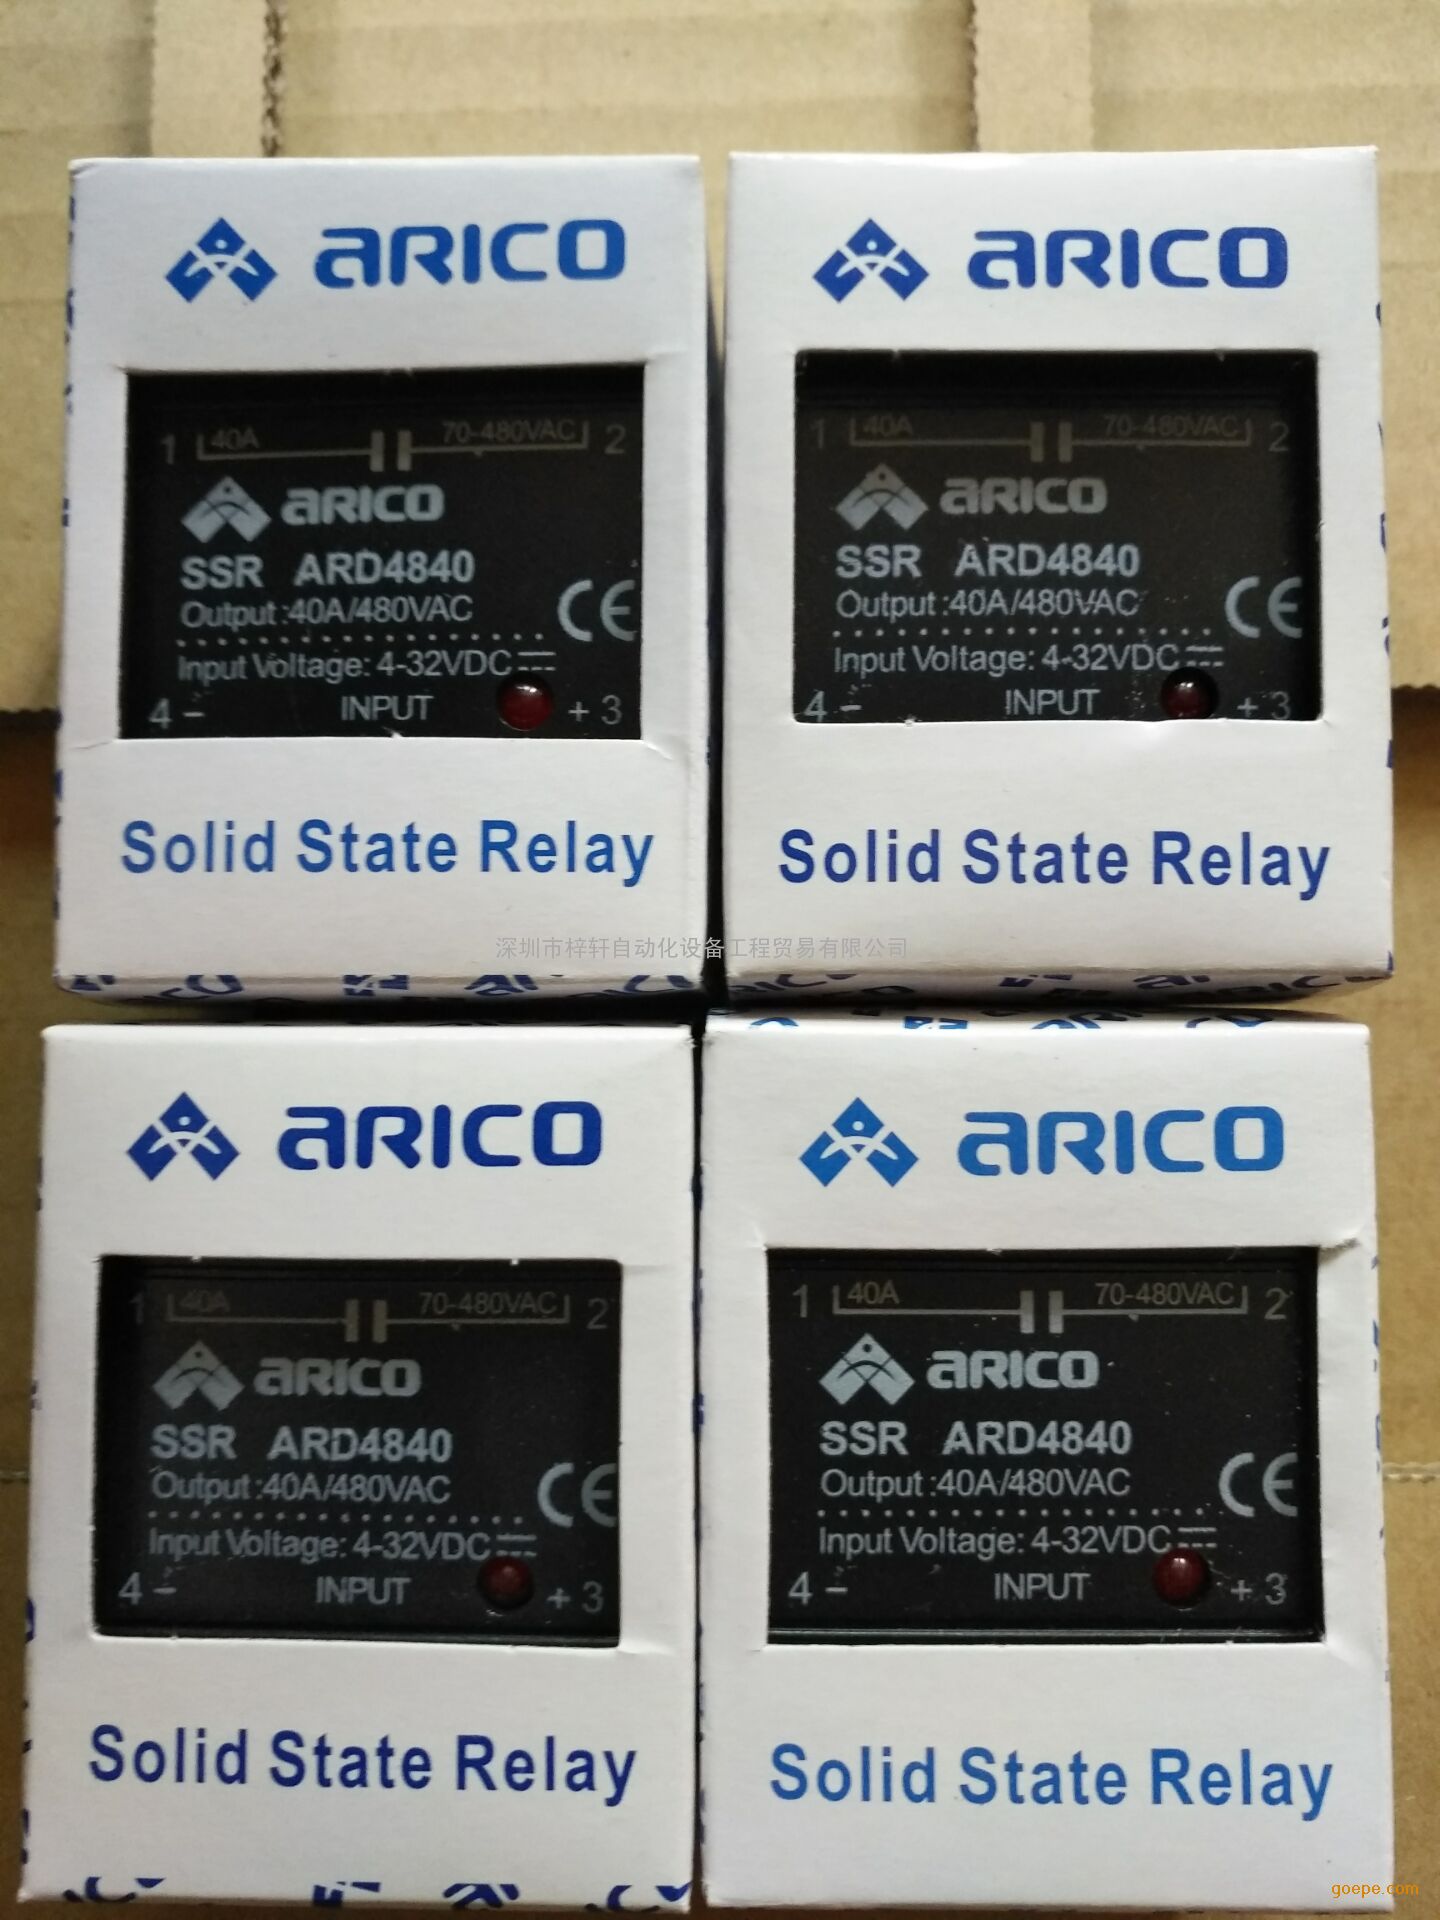 ARICO
1 40A 70-480VAC 2
ARICO
SSR ARD4840
Output :40A/480VAC
CE
Input Voltage: 4-32VDC
4 - INPUT + 3
Solid State Relay
ARICO
1 40A 70-480VAC 2
ARICO
SSR ARD4840
Output :40A/480VAC
CE
Input Voltage: 4-32VDC
4 - INPUT + 3
Solid State Relay
深圳市梓轩自动化设备工程贸易有限公司
ARICO
1 40A 70-480VAC 2
ARICO
SSR ARD4840
Output :40A/480VAC
CE
Input Voltage: 4-32VDC
4 - INPUT + 3
Solid State Relay
ARICO
1 40A 70-480VAC 2
ARICO
SSR ARD4840
Output :40A/480VAC
CE
Input Voltage: 4-32VDC
4 - INPUT + 3
Solid State Relay
goepe.com